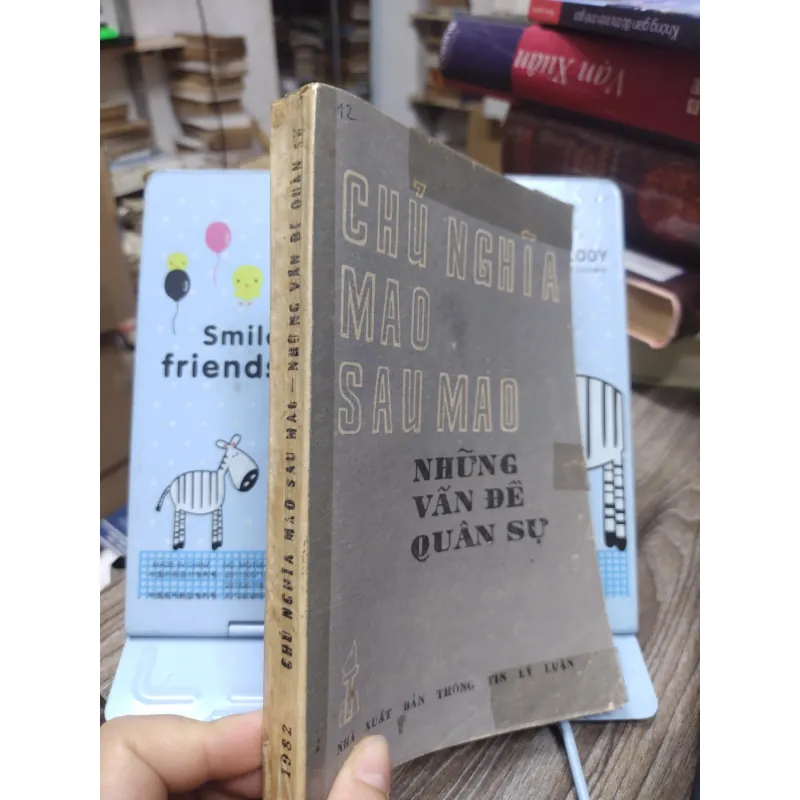 12
CHỦ NGHĨA
MAO
SAU MAO
NHỮNG
VẤN ĐỀ
QUÂN SỰ
NHÀ XUẤT BẢN THÔNG TIN LÝ LUẬN
1982 CHỦ NGHĨA MAO SAU MAO — NHỮNG VẤN ĐỀ QUÂN SỰ
Smile
friends
Vạn Xuân